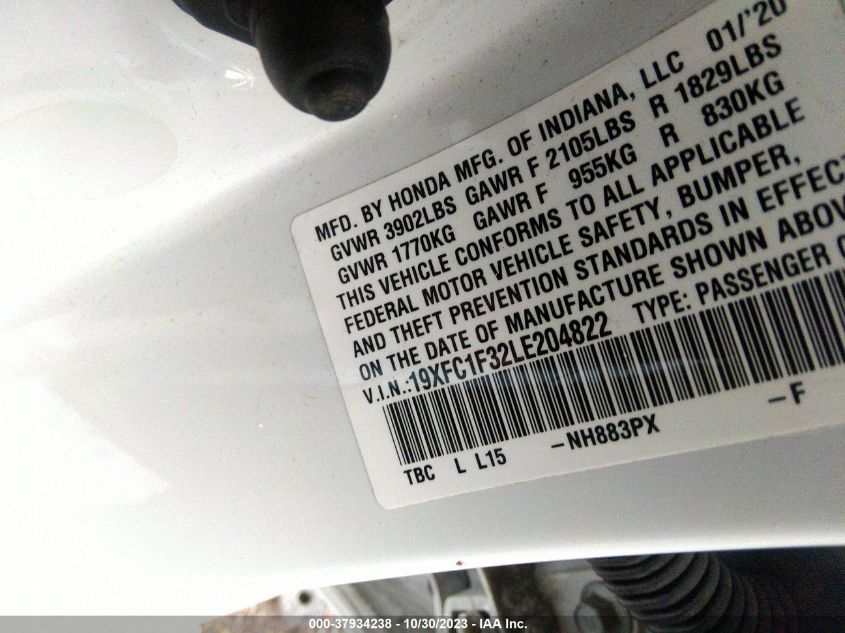 MFD. BY HONDA MFG. OF INDIANA, LLC 01/'20
GVWR 3902LBS GAWR F 2105LBS R 1829LBS
GVWR 1770KG GAWR F 955KG R 830KG
THIS VEHICLE CONFORMS TO ALL APPLICABLE
FEDERAL MOTOR VEHICLE SAFETY, BUMPER,
AND THEFT PREVENTION STANDARDS IN EFFECT
ON THE DATE OF MANUFACTURE SHOWN ABOV
V.I.N.:19XFC1F32LE204822 TYPE: PASSENGER
TBC L L15 -NH883PX -F
000-37934238 - 10/30/2023 - IAA Inc.